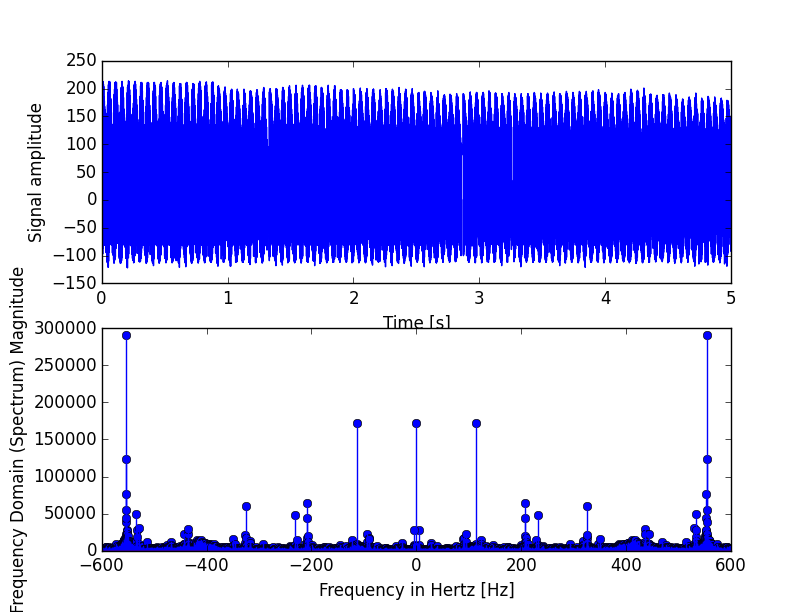 250
200
150
100
50
0
−50
−100
−150
Signal amplitude
0 1 2 3 4 5
Time [s]
300000
250000
200000
150000
100000
50000
0
Frequency Domain (Spectrum) Magnitude
−600 −400 −200 0 200 400 600
Frequency in Hertz [Hz]